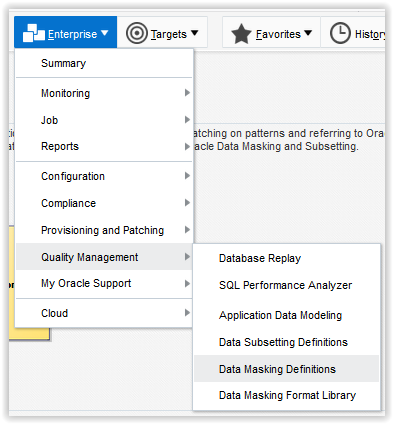 Enterprise ▼ Targets ▼ Favorites ▼ Histo
Summary
Monitoring
Job
Reports
atching on patterns and referring to Orac
acle Data Masking and Subsetting.
Configuration
Compliance
Provisioning and Patching
Quality Management
My Oracle Support
Cloud
Database Replay
SQL Performance Analyzer
Application Data Modeling
Data Subsetting Definitions
Data Masking Definitions
Data Masking Format Library